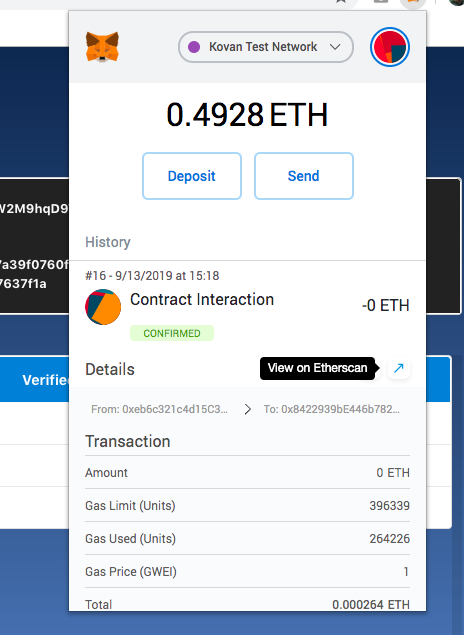 Kovan Test Network
0.4928 ETH
Deposit
Send
W2M9hqD9
History
7a39f0760f
7637f1a
#16 - 9/13/2019 at 15:18
Contract Interaction
-0 ETH
CONFIRMED
Details
View on Etherscan
Verified
From: 0xeb6c321c4d15C3...
To: 0x8422939bE446b782...
Transaction
Amount
0 ETH
Gas Limit (Units)
396339
Gas Used (Units)
264226
Gas Price (GWEI)
1
Total
0.000264 ETH